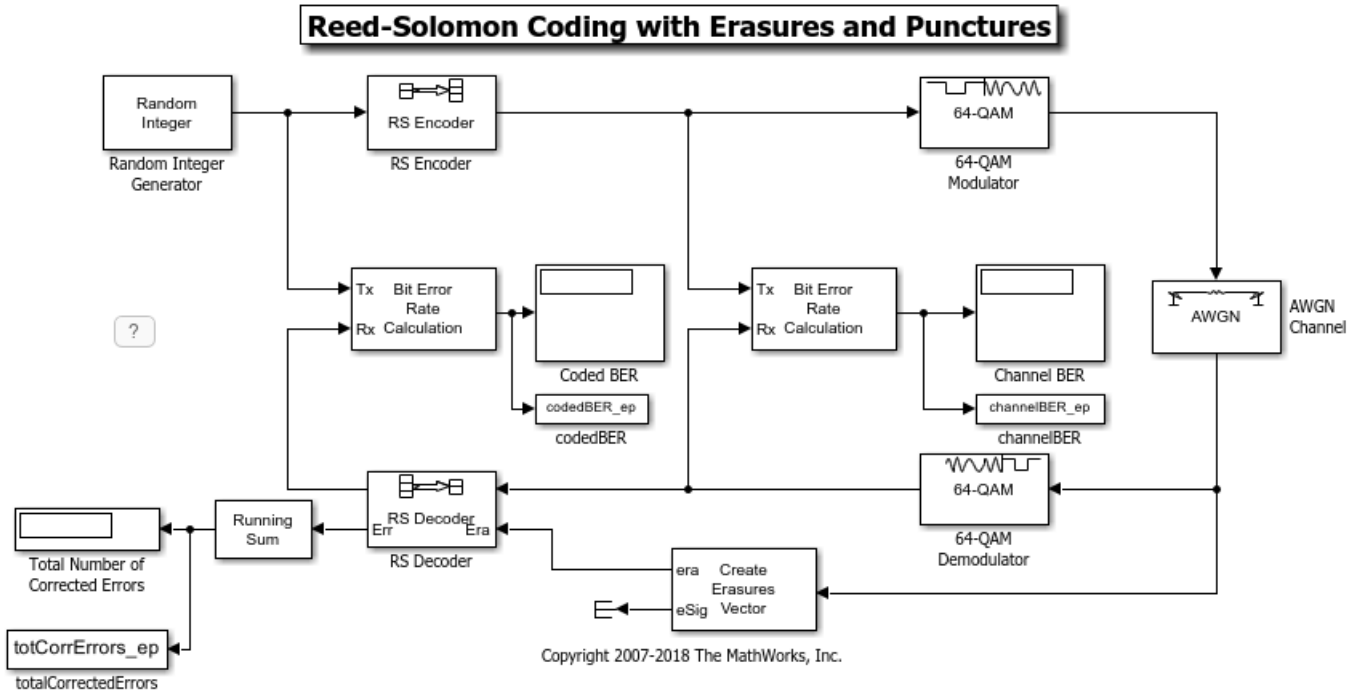 Reed-Solomon Coding with Erasures and Punctures
Random
Integer
Random Integer
Generator
RS Encoder
RS Encoder
64-QAM
64-QAM
Modulator
Tx
Rx
Bit Error
Rate
Calculation
Coded BER
codedBER_ep
codedBER
Tx
Rx
Bit Error
Rate
Calculation
Channel BER
channelBER_ep
channelBER
AWGN
AWGN
Channel
?
64-QAM
64-QAM
Demodulator
RS Decoder
Err
Era
RS Decoder
Running
Sum
Total Number of
Corrected Errors
totCorrErrors_ep
totalCorrectedErrors
era
eSig
Create
Erasures
Vector
Copyright 2007-2018 The MathWorks, Inc.